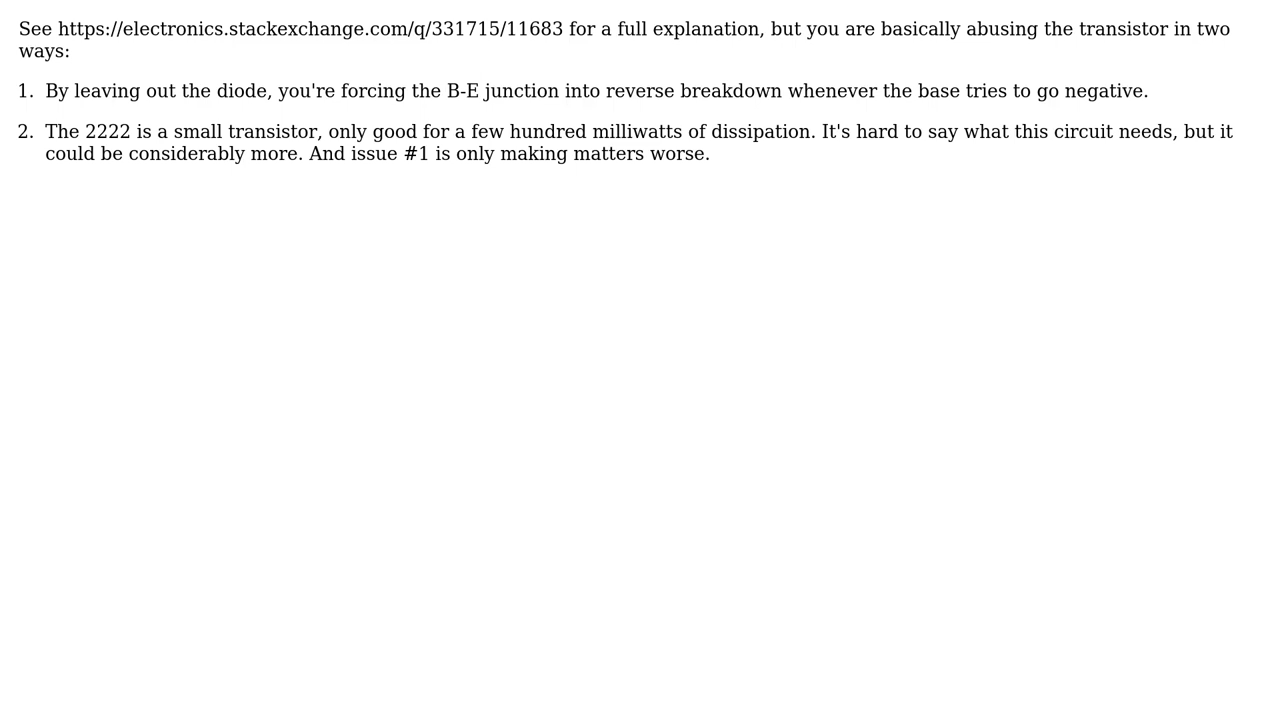 See https://electronics.stackexchange.com/q/331715/11683 for a full explanation, but you are basically abusing the transistor in two
ways:
1. By leaving out the diode, you're forcing the B-E junction into reverse breakdown whenever the base tries to go negative.
2. The 2222 is a small transistor, only good for a few hundred milliwatts of dissipation. It's hard to say what this circuit needs, but it
could be considerably more. And issue #1 is only making matters worse.